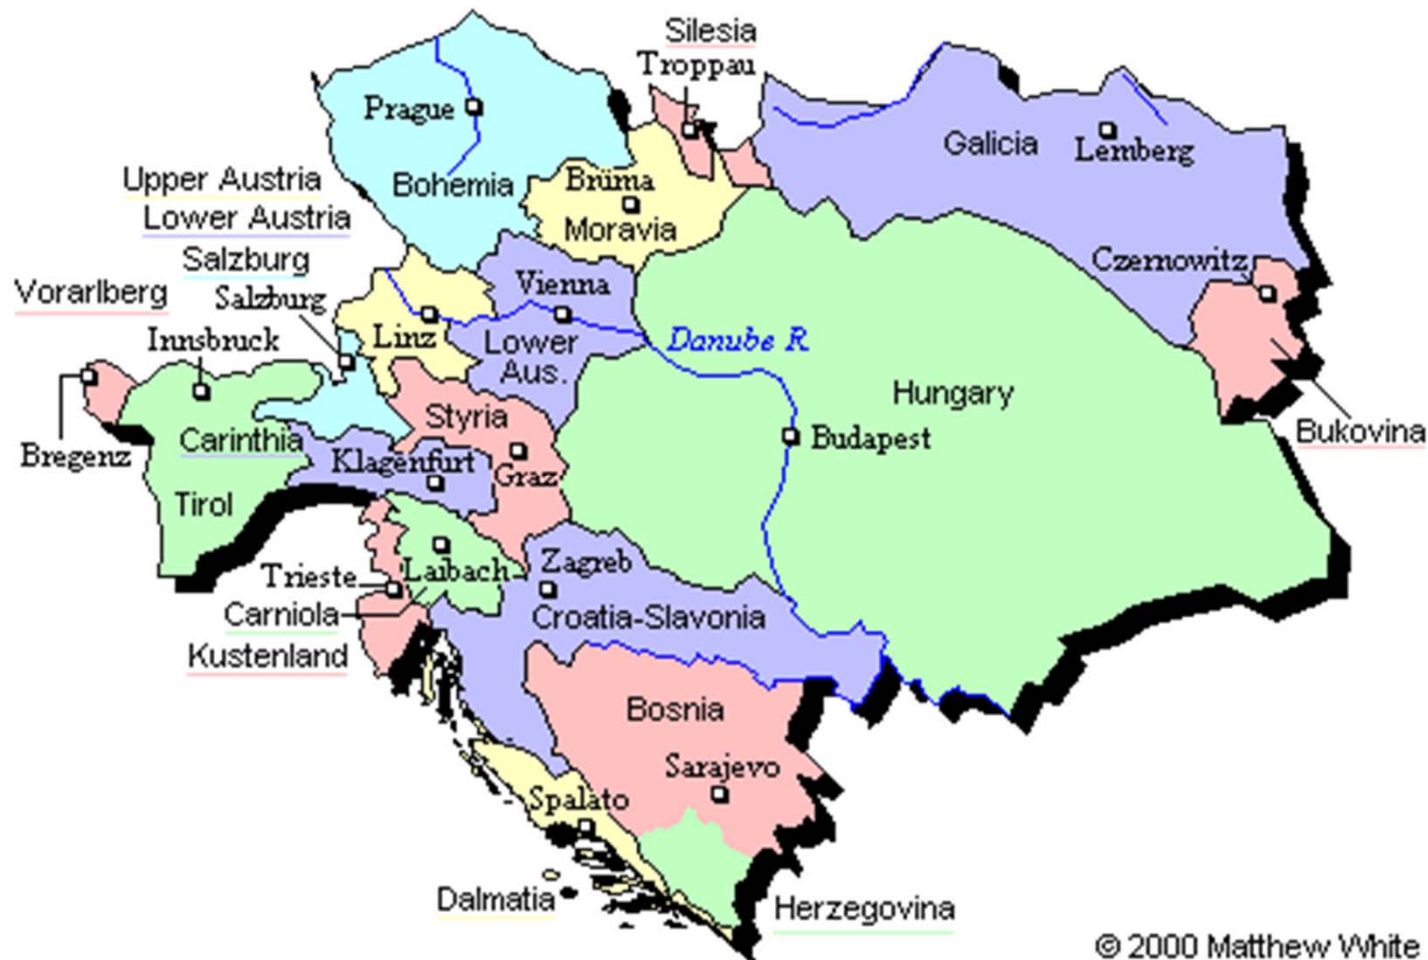 Silesia
Troppau
Prague
Bohemia
Brüma
Moravia
Galicia
Lemberg
Upper Austria
Lower Austria
Salzburg
Vorarlberg
Salzburg
Innsbruck
Vienna
Linz
Lower
Aus.
Danube R
Czernowitz
Hungary
Bukovina
Styria
Carinthia
Bregenz
Klagenfurt
Graz
Budapest
Tirol
Laibach
Trieste
Carniola
Kustenland
Zagreb
Croatia-Slavonia
Bosnia
Sarajevo
Spalato
Dalmatia
Herzegovina
© 2000 Matthew White